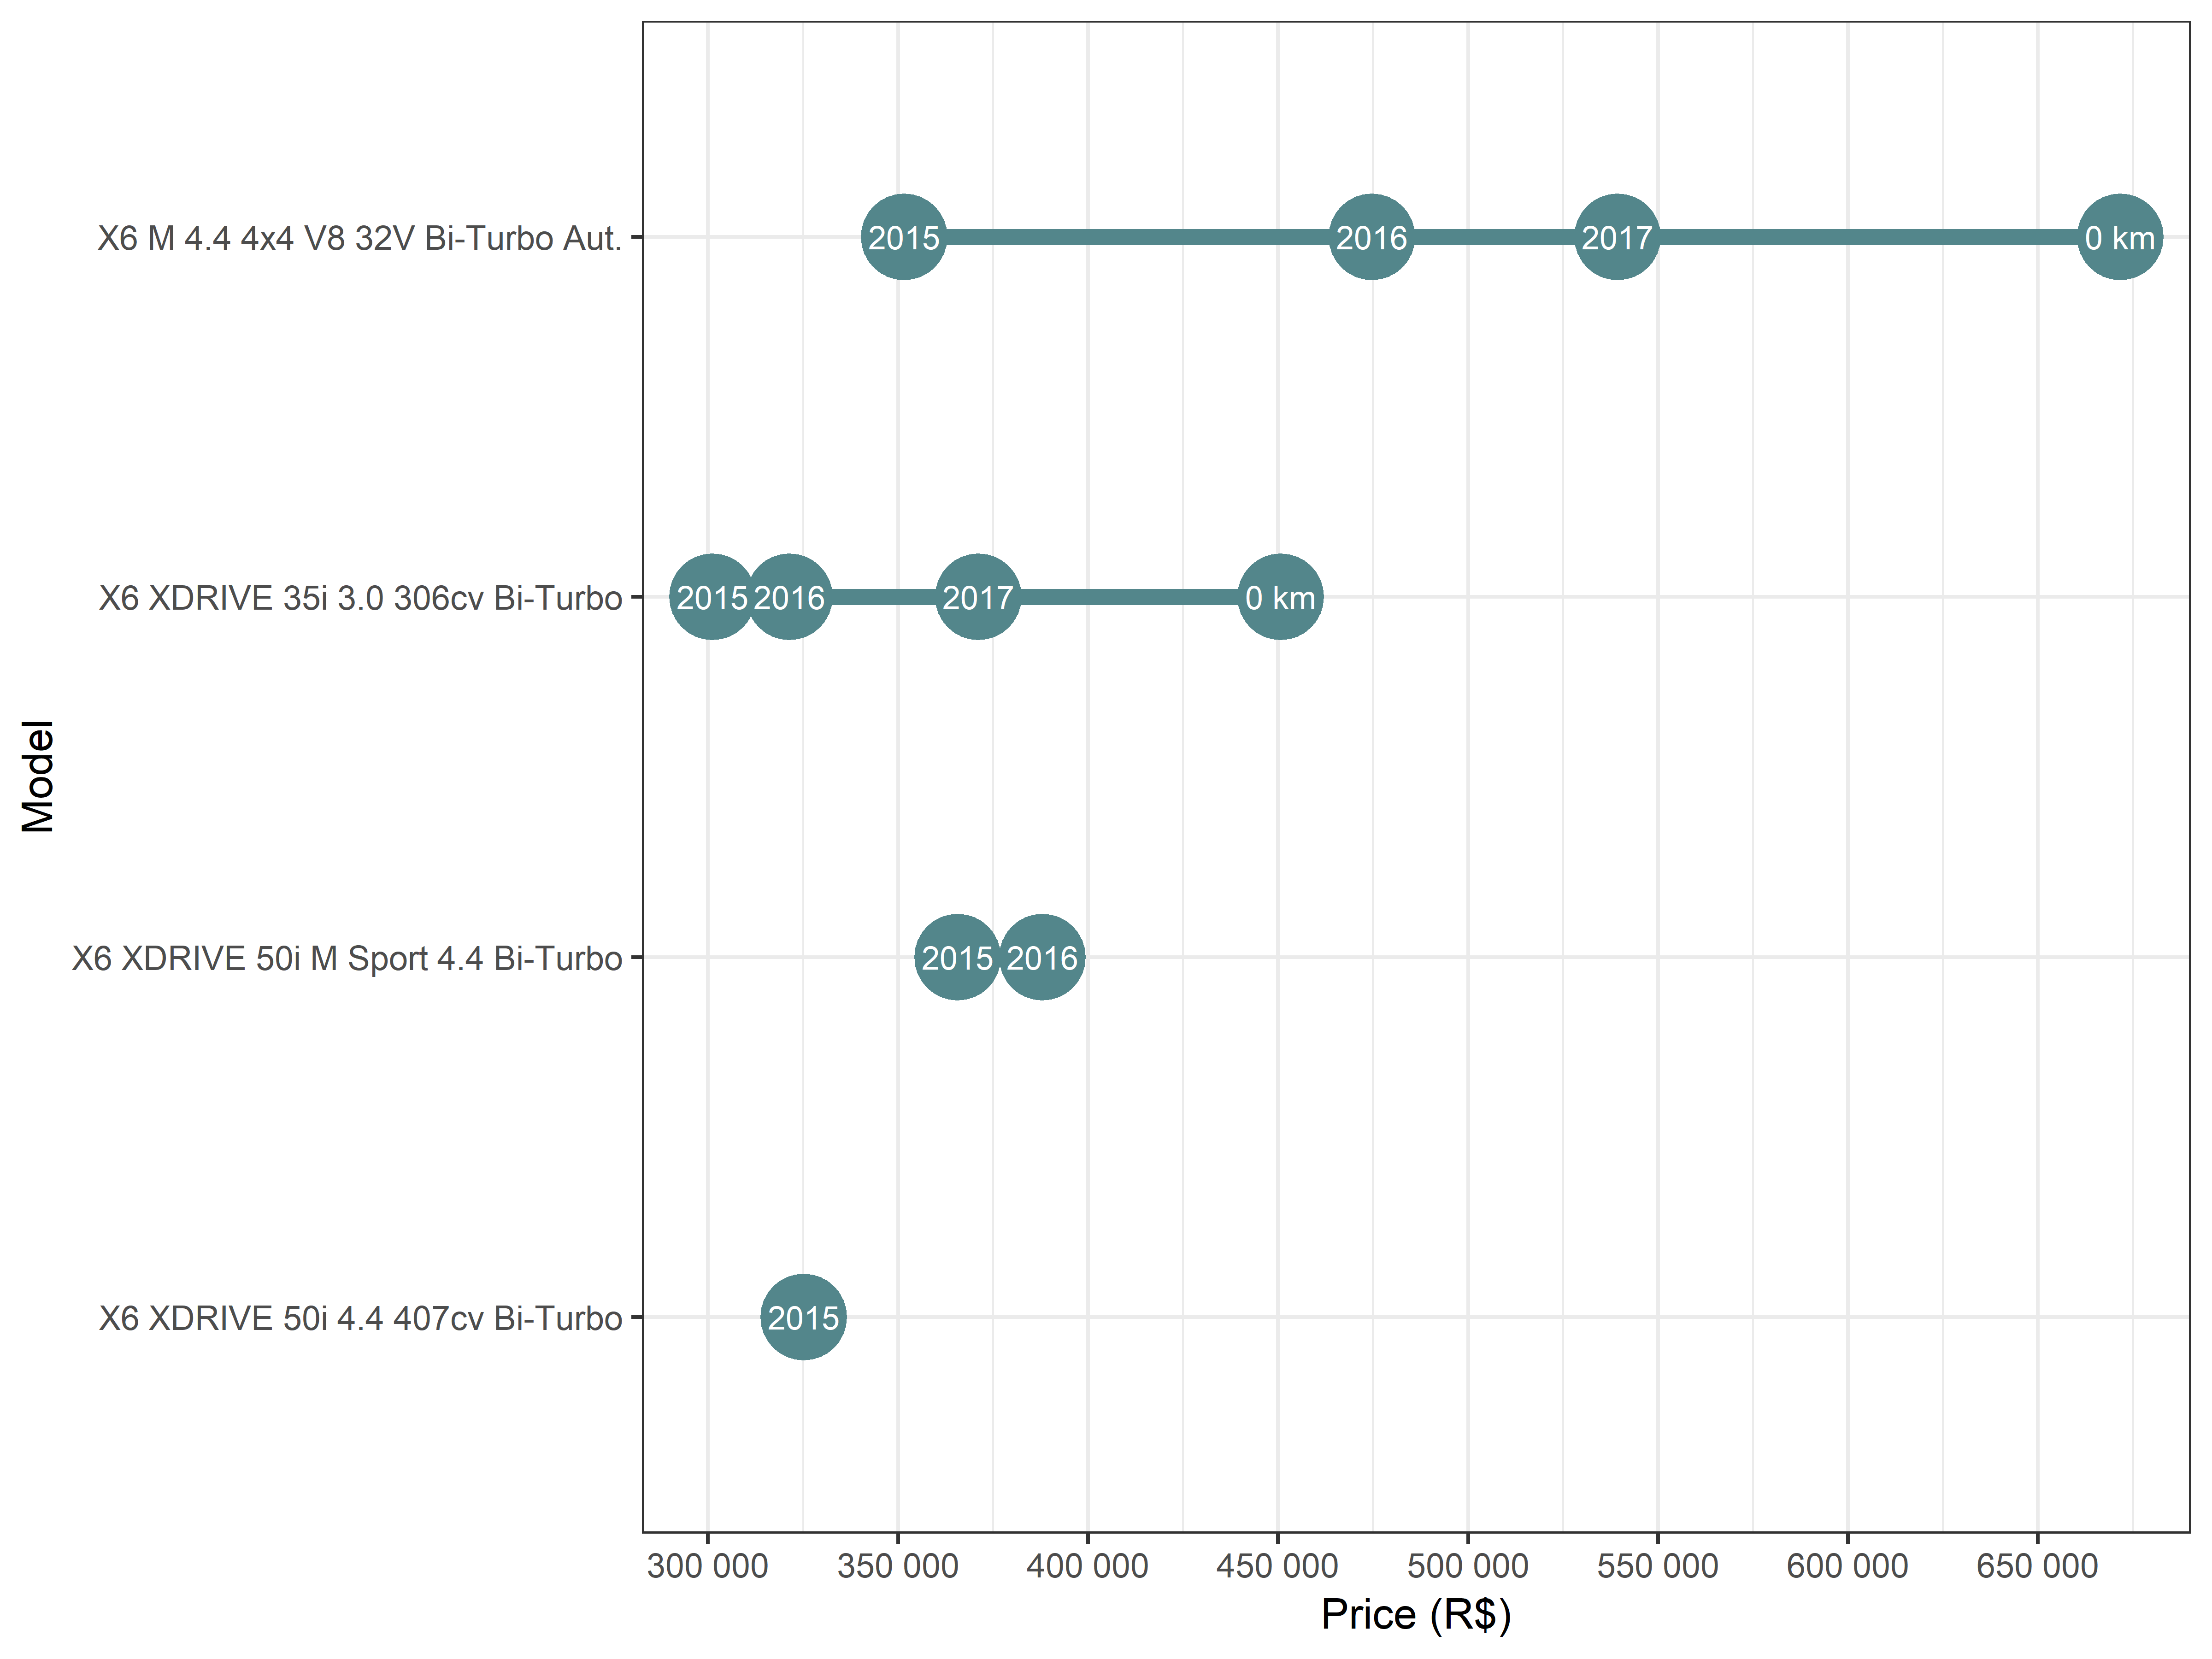 Model
X6 M 4.4 4x4 V8 32V Bi-Turbo Aut.
2015 2016 2017 0 km
X6 XDRIVE 35i 3.0 306cv Bi-Turbo
2015 2016 2017 0 km
X6 XDRIVE 50i M Sport 4.4 Bi-Turbo
2015 2016
X6 XDRIVE 50i 4.4 407cv Bi-Turbo
2015
300 000 350 000 400 000 450 000 500 000 550 000 600 000 650 000
Price (R$)